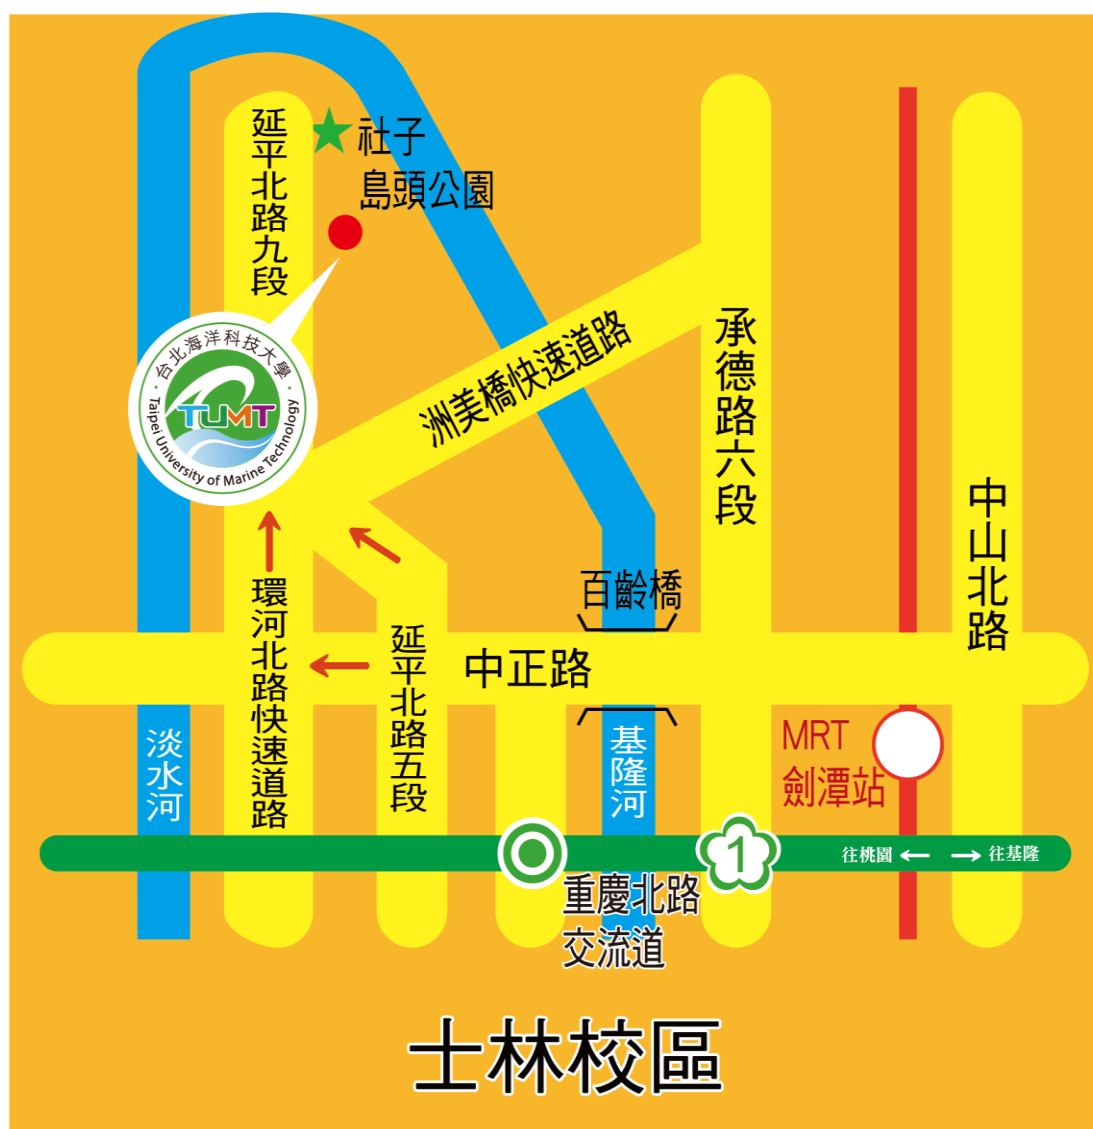 延平北路九段
社子
島頭公園
台北海洋科技大學
TUMT
Taipei University of Marine Technology
洲美橋快速道路
承德路六段
中山北路
百齡橋
環河北路快速道路
延平北路五段
中正路
淡水河
基隆河
MRT
劍潭站
1
往桃園
往基隆
重慶北路
交流道
士林校區